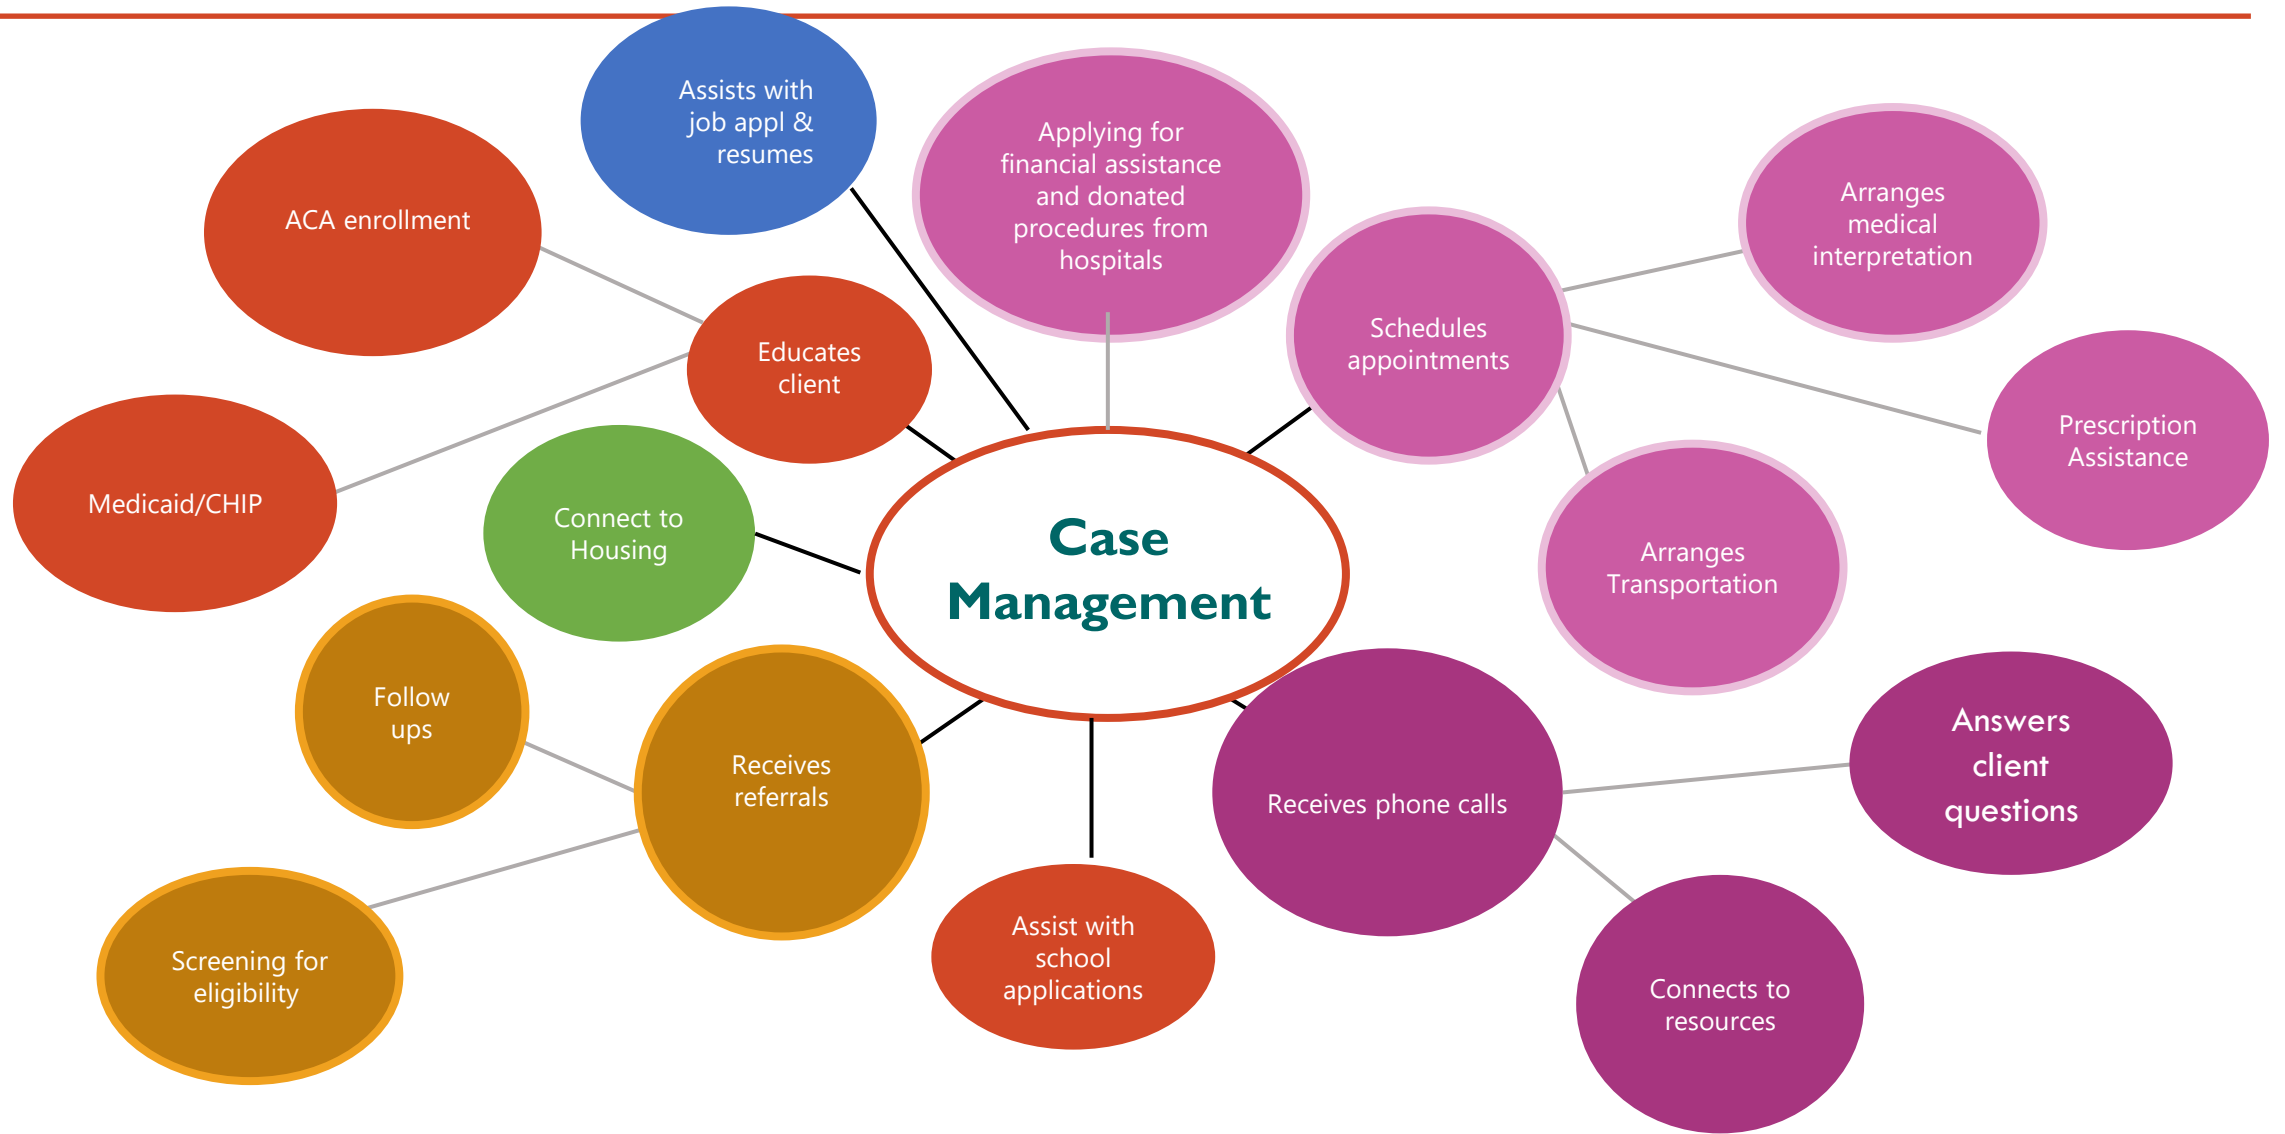 Assists with
job appl &
resumes
Applying for
financial assistance
and donated
procedures from
hospitals
Arranges
medical
interpretation
ACA enrollment
Schedules
appointments
Educates
client
Prescription
Assistance
Medicaid/CHIP
Connect to
Housing
Case
Management
Arranges
Transportation
Follow
ups
Receives
referrals
Receives phone calls
Answers
client
questions
Screening for
eligibility
Assist with
school
applications
Connects to
resources